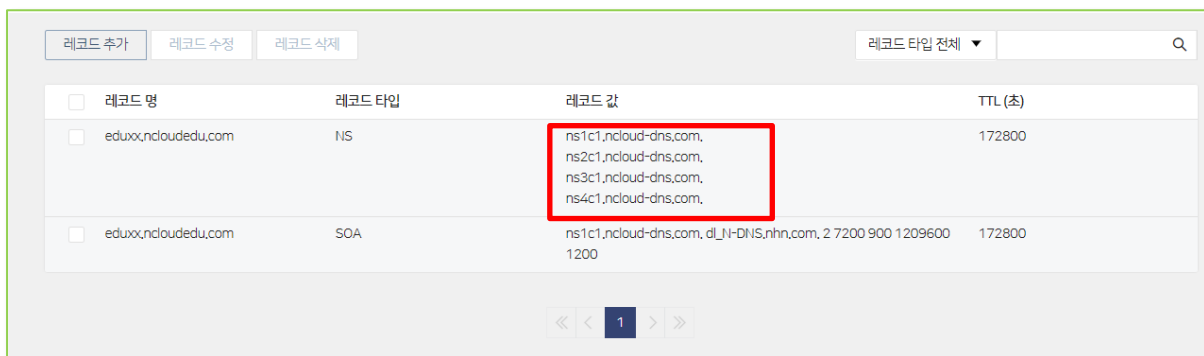 레코드 추가 레코드 수정 레코드 삭제 레코드 타입 전체 ▼
레코드 명 레코드 타입 레코드 값 TTL (초)
eduxx.ncloudedu.com NS ns1c1.ncloud-dns.com. 172800
ns2c1.ncloud-dns.com.
ns3c1.ncloud-dns.com.
ns4c1.ncloud-dns.com.
eduxx.ncloudedu.com SOA ns1c1.ncloud-dns.com. dl_N-DNS.nhn.com. 2 7200 900 1209600 172800
1200
« < 1 > »